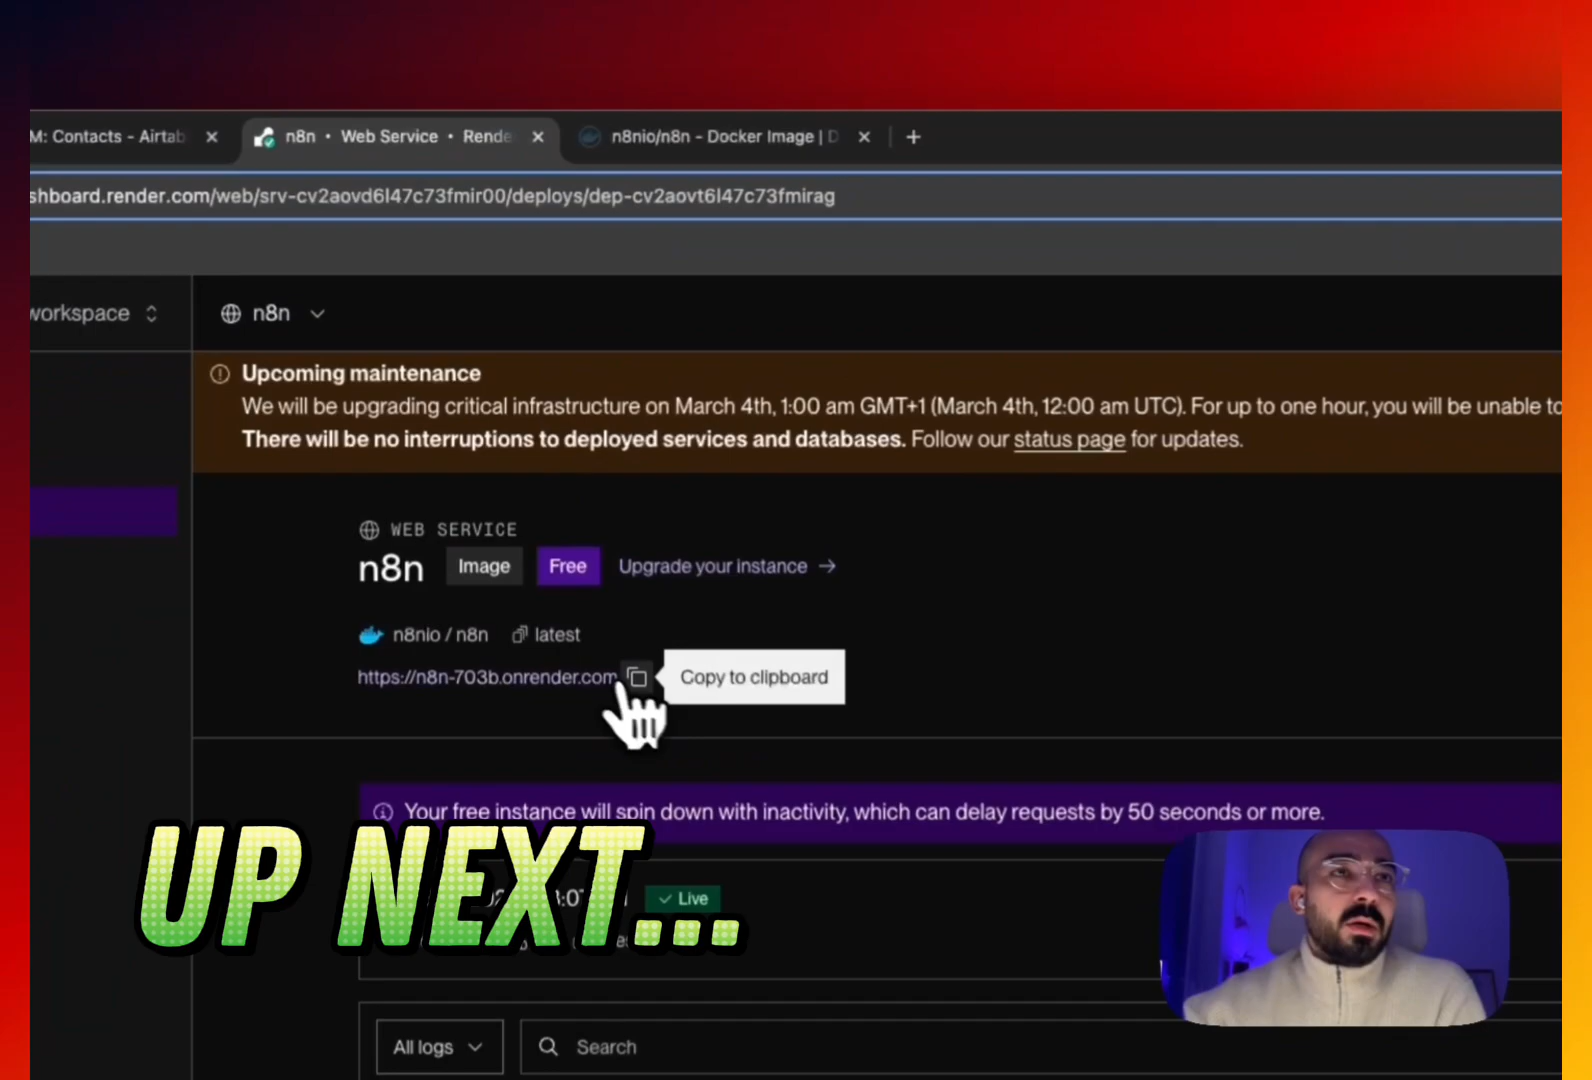 M: Contacts - Airtab
n8n • Web Service • Rende
n8nio/n8n - Docker Image | D
shboard.render.com/web/srv-cv2aovd6l47c73fmir00/deploys/dep-cv2aovt6l47c73fmirag
workspace
n8n
Upcoming maintenance
We will be upgrading critical infrastructure on March 4th, 1:00 am GMT+1 (March 4th, 12:00 am UTC). For up to one hour, you will be unable to
There will be no interruptions to deployed services and databases. Follow our status page for updates.
WEB SERVICE
n8n Image Free Upgrade your instance →
n8nio / n8n latest
https://n8n-703b.onrender.com
Copy to clipboard
Your free instance will spin down with inactivity, which can delay requests by 50 seconds or more.
UP NEXT...
Live
All logs
Search